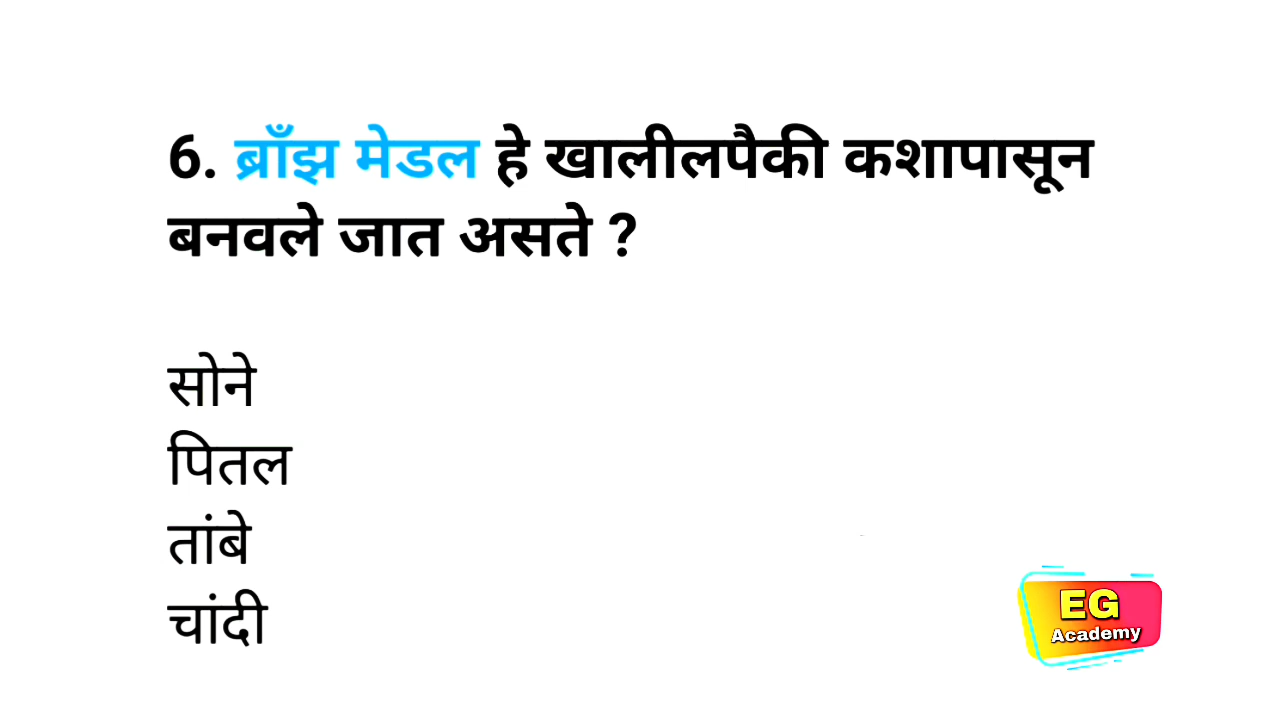 6. ब्राँझ मेडल हे खालीलपैकी कशापासून
बनवले जात असते ?
सोने
पितल
तांबे
चांदी
EG
Academy